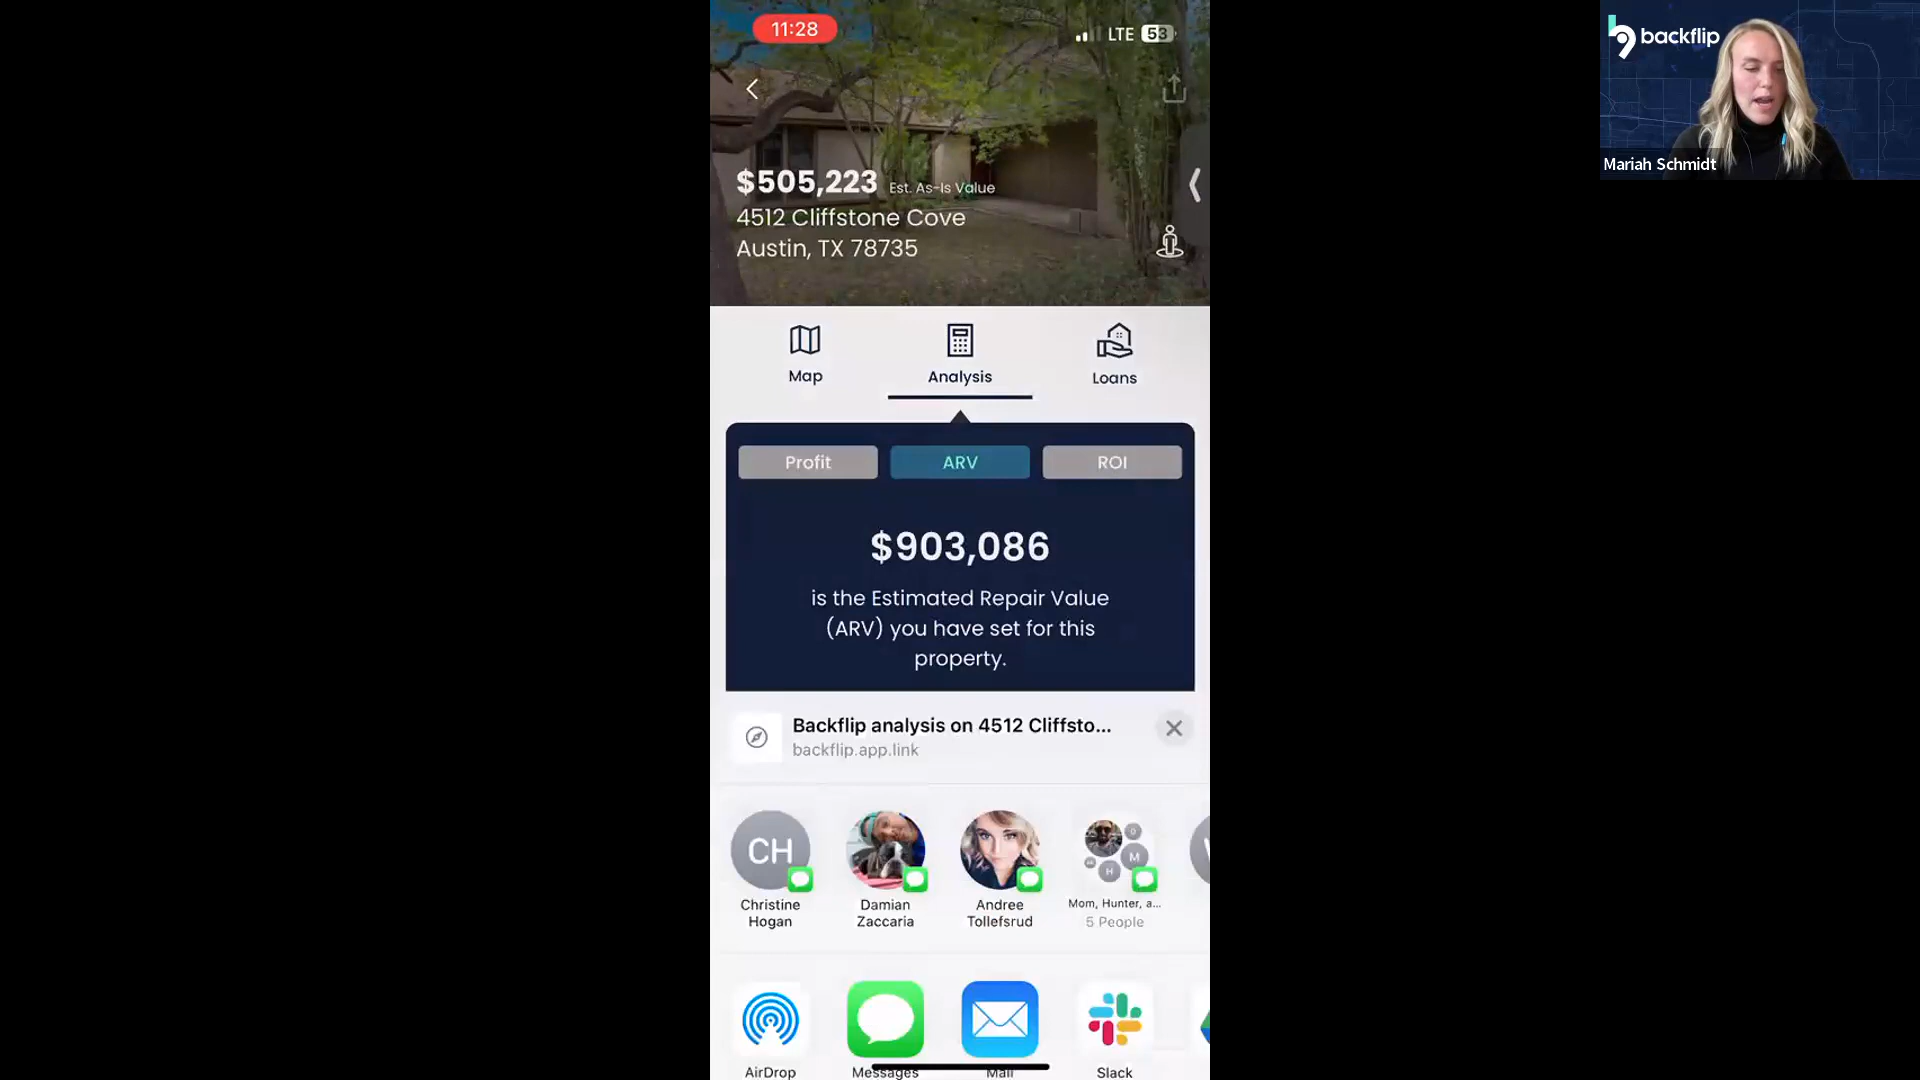 11:28
LTE 53
$505,223 Est. As-Is Value
4512 Cliffstone Cove
Austin, TX 78735
Map
Analysis
Loans
Profit
ARV
ROI
$903,086
is the Estimated Repair Value
(ARV) you have set for this
property.
Backflip analysis on 4512 Cliffsto...
backflip.app.link
CH
Christine
Hogan
Damian
Zaccaria
Andree
Tollefsrud
M
H
Mom, Hunter, a...
5 People
AirDrop
Messages
Mail
Slack
backflip
Mariah Schmidt